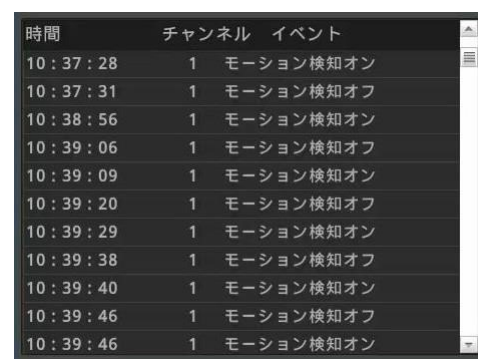 時間 チャンネル イベント
10：37：28 1 モーション検知オン
10：37：31 1 モーション検知オフ
10：38：56 1 モーション検知オン
10：39：06 1 モーション検知オフ
10：39：09 1 モーション検知オン
10：39：20 1 モーション検知オフ
10：39：29 1 モーション検知オン
10：39：38 1 モーション検知オフ
10：39：40 1 モーション検知オン
10：39：46 1 モーション検知オフ
10：39：46 1 モーション検知オン